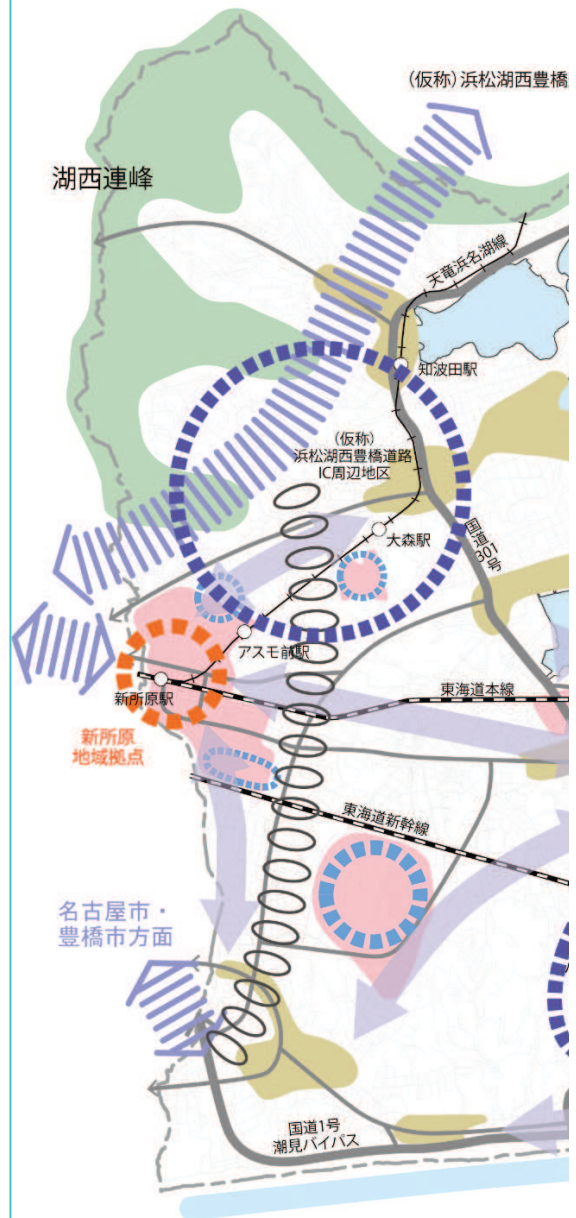 (仮称)浜松湖西豊橋
湖西連峰
天竜浜名湖線
知波田駅
(仮称)
浜松湖西豊橋道路
IC周辺地区
大森駅
国道
301
号
アスモ前駅
新所原駅
東海道本線
新所原
地域拠点
東海道新幹線
名古屋市・
豊橋市方面
国道1号
潮見バイパス